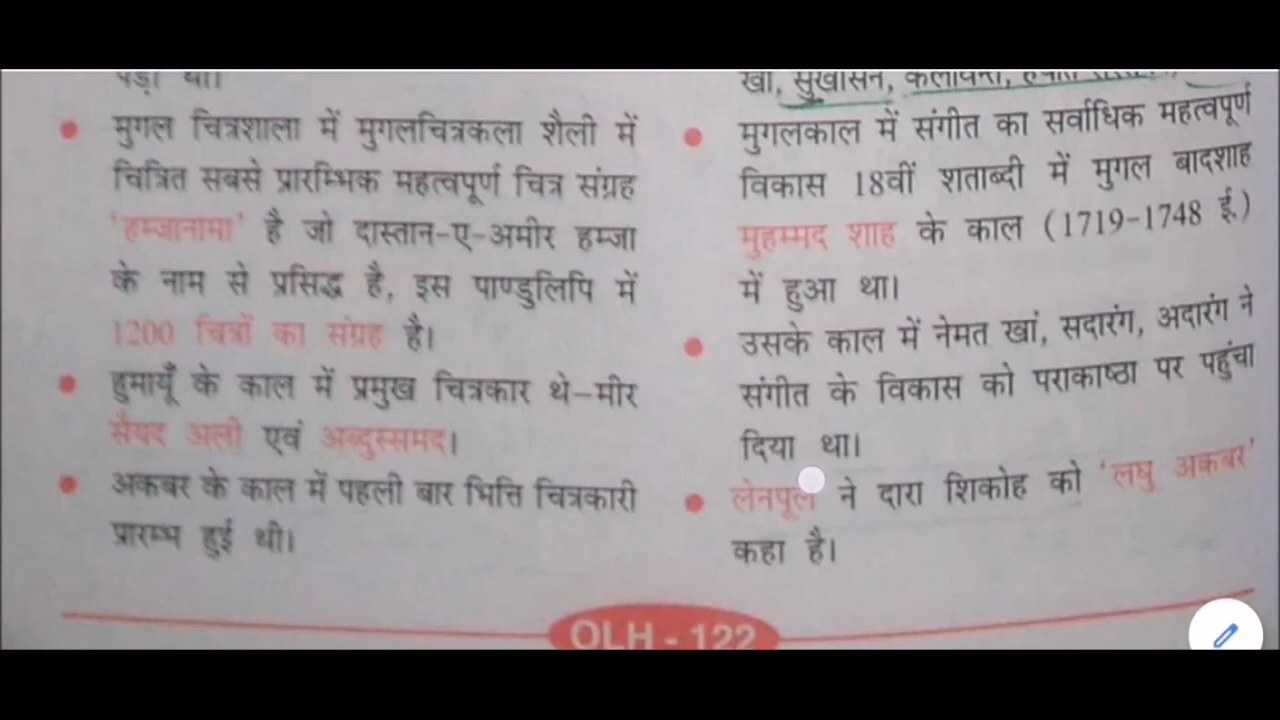 पड़ा था।
मुगल चित्रशाला में मुगलचित्रकला शैली में
चित्रित सबसे प्रारम्भिक महत्वपूर्ण चित्र संग्रह
'हम्जानामा' है जो दास्तान-ए-अमीर हम्जा
के नाम से प्रसिद्ध है, इस पाण्डुलिपि में
1200 चित्रों का संग्रह है।
हुमायूँ के काल में प्रमुख चित्रकार थे-मीर
सैयद अली एवं अब्दुस्समद।
अकबर के काल में पहली बार भित्ति चित्रकारी
प्रारम्भ हुई थी।
खां, सुखासेन,
मुगलकाल में संगीत का सर्वाधिक महत्वपूर्ण
विकास 18वीं शताब्दी में मुगल बादशाह
मुहम्मद शाह के काल (1719-1748 ई.)
में हुआ था।
उसके काल में नेमत खां, सदारंग, अदारंग ने
संगीत के विकास को पराकाष्ठा पर पहुंचा
दिया था।
लेनपूल ने दारा शिकोह को 'लघु अकबर'
कहा है।
QLH - 122